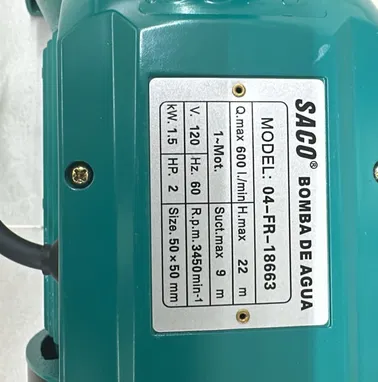 SACO® BOMBA DE AGUA
MODEL: 04-FR-18663
Q.max 600 l./min H.max 22 m
1~Mot. Suct.max 9 m
V. 120 Hz. 60 R.p.m. 3450min-1
kW. 1.5 HP. 2 Size. 50×50 mm